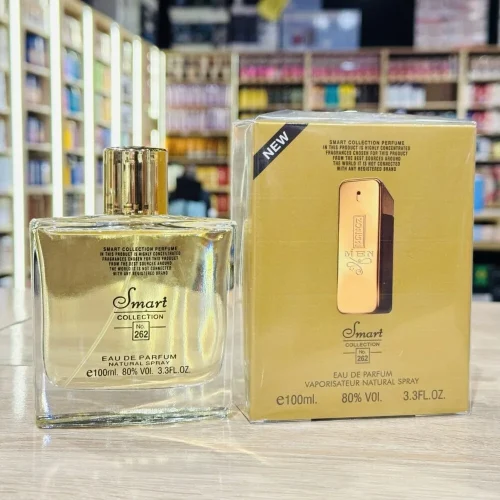 SMART COLLECTION PERFUME
IN THIS PRODUCT IS HIGHLY CONCENTRATED
FRAGRANCES CHOSEN FOR THIS PRODUCT
FROM THE BEST SOURCES AROUND
THE WORLD IT IS NOT CONNECTED
WITH ANY REGISTERED BRAND
Smart
COLLECTION
No.
262
EAU DE PARFUM
NATURAL SPRAY
e100ml. 80% VOL. 3.3FL.OZ.
NEW
SMART COLLECTION PERFUME
IN THIS PRODUCT IS HIGHLY CONCENTRATED
FRAGRANCES CHOSEN FOR THIS PRODUCT
FROM THE BEST SOURCES AROUND
THE WORLD IT IS NOT CONNECTED
WITH ANY REGISTERED BRAND
Smart
COLLECTION
No.
262
EAU DE PARFUM
VAPORISATEUR NATURAL SPRAY
e100ml. 80% VOL. 3.3FL.OZ.